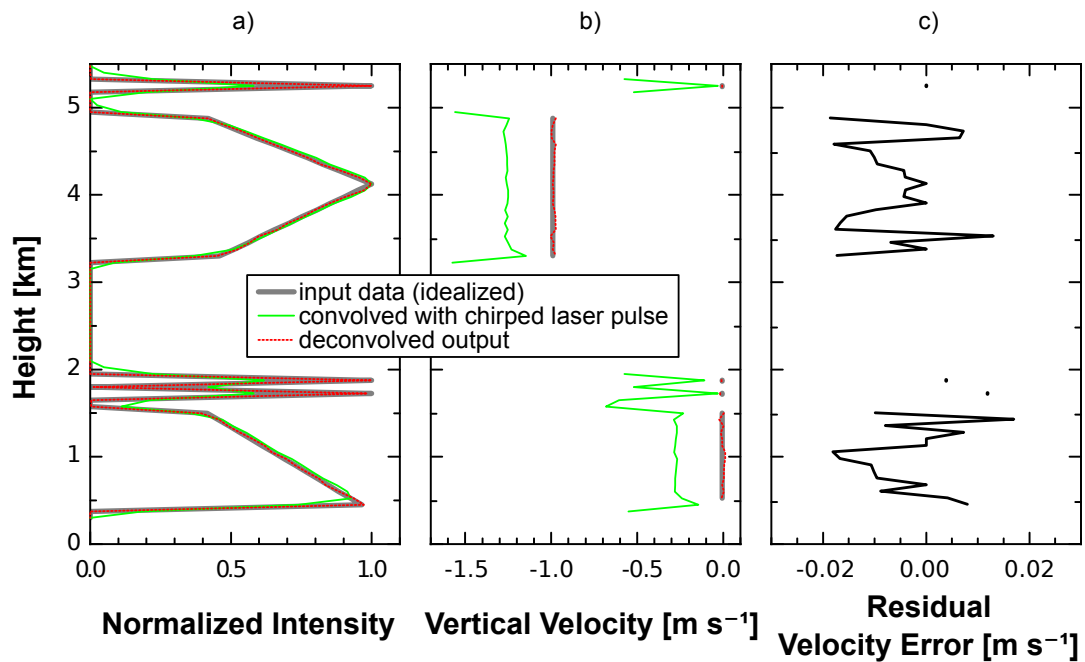 a)
b)
c)
Height [km]
5
4
3
2
1
0
input data (idealized)
convolved with chirped laser pulse
deconvolved output
0.0 0.5 1.0
-1.5 -1.0 -0.5 0.0
-0.02 0.00 0.02
Normalized Intensity
Vertical Velocity [m s⁻¹]
Residual
Velocity Error [m s⁻¹]